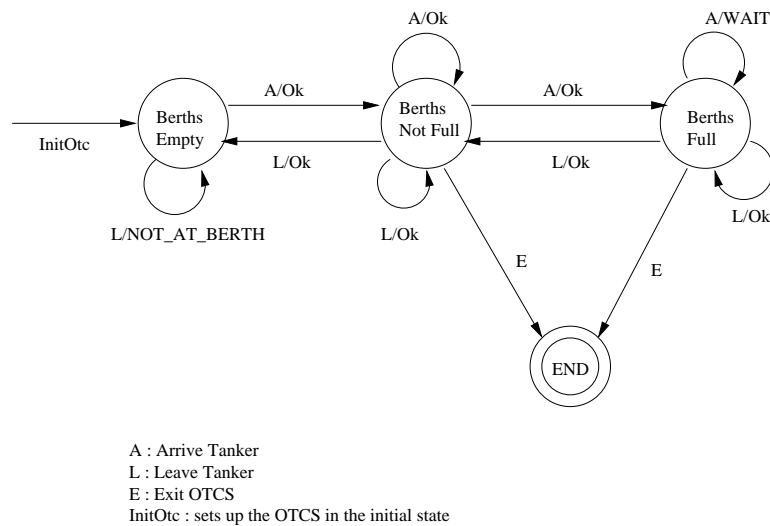 A/Ok
A/WAIT
A/Ok
A/Ok
Berths
Empty
Berths
Not Full
Berths
Full
InitOtc
L/Ok
L/Ok
L/NOT_AT_BERTH
L/Ok
L/Ok
E
E
END
A : Arrive Tanker
L : Leave Tanker
E : Exit OTCS
InitOtc : sets up the OTCS in the initial state